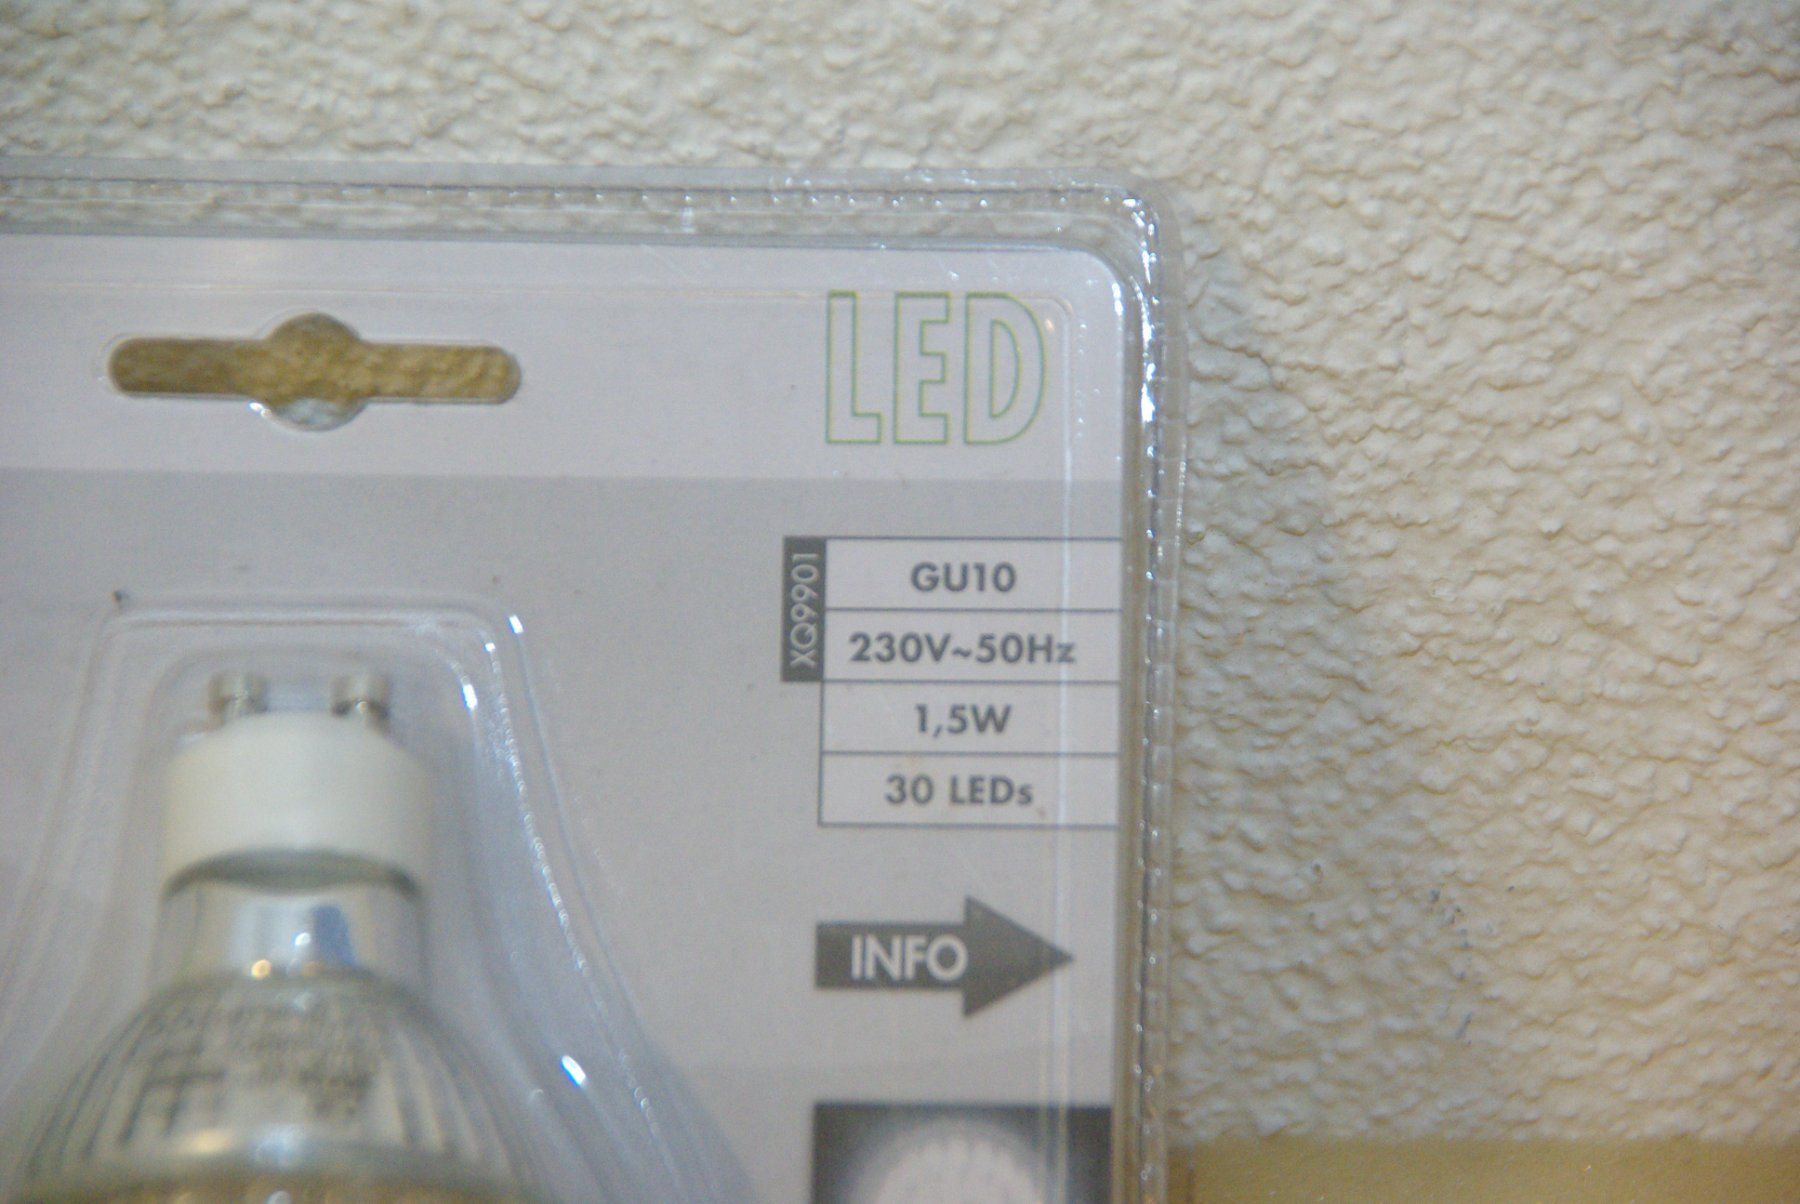 LED
XQ9901
GU10
230V~50Hz
1,5W
30 LEDs
INFO